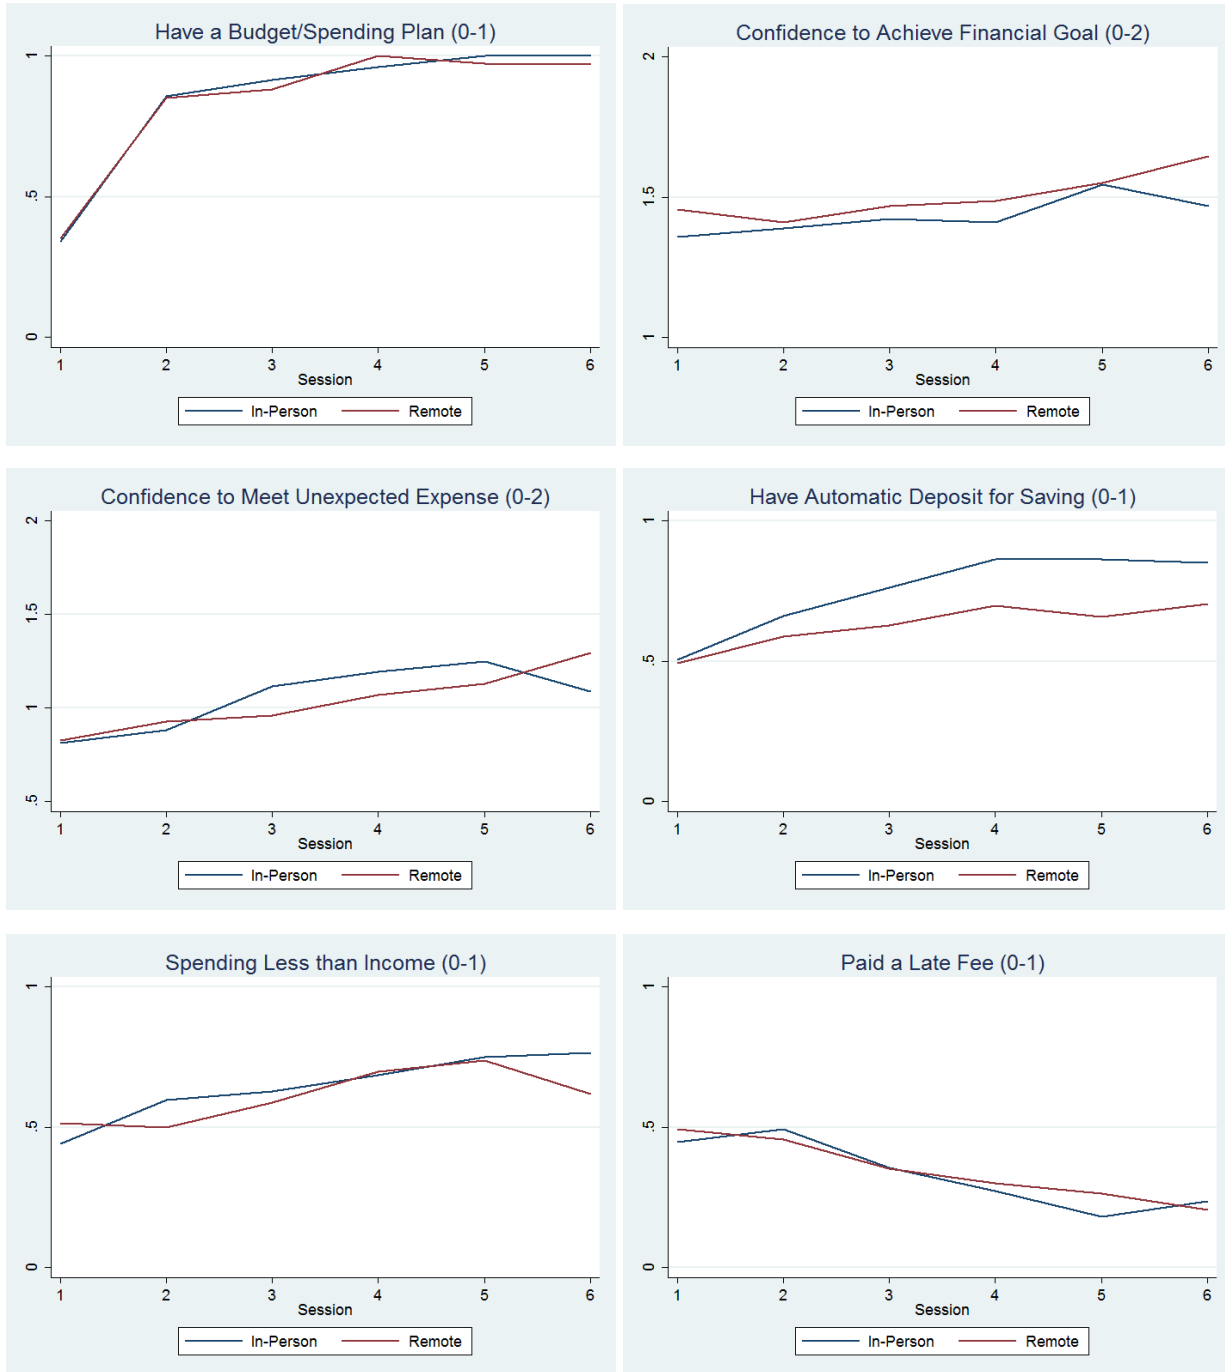 Have a Budget/Spending Plan (0-1)
1
.5
0
1 2 3 4 5 6
Session
In-Person Remote
Confidence to Achieve Financial Goal (0-2)
2
1.5
1
1 2 3 4 5 6
Session
In-Person Remote
Confidence to Meet Unexpected Expense (0-2)
2
1.5
1
.5
1 2 3 4 5 6
Session
In-Person Remote
Have Automatic Deposit for Saving (0-1)
1
.5
0
1 2 3 4 5 6
Session
In-Person Remote
Spending Less than Income (0-1)
1
.5
0
1 2 3 4 5 6
Session
In-Person Remote
Paid a Late Fee (0-1)
1
.5
0
1 2 3 4 5 6
Session
In-Person Remote